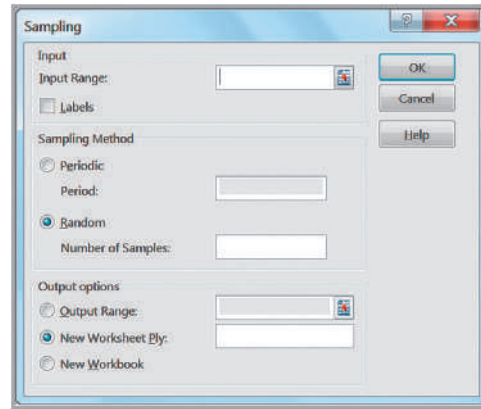 Sampling
Input
Input Range:
Labels
OK
Cancel
Help
Sampling Method
Periodic
Period:
Random
Number of Samples:
Output options
Output Range:
New Worksheet Ply:
New Workbook